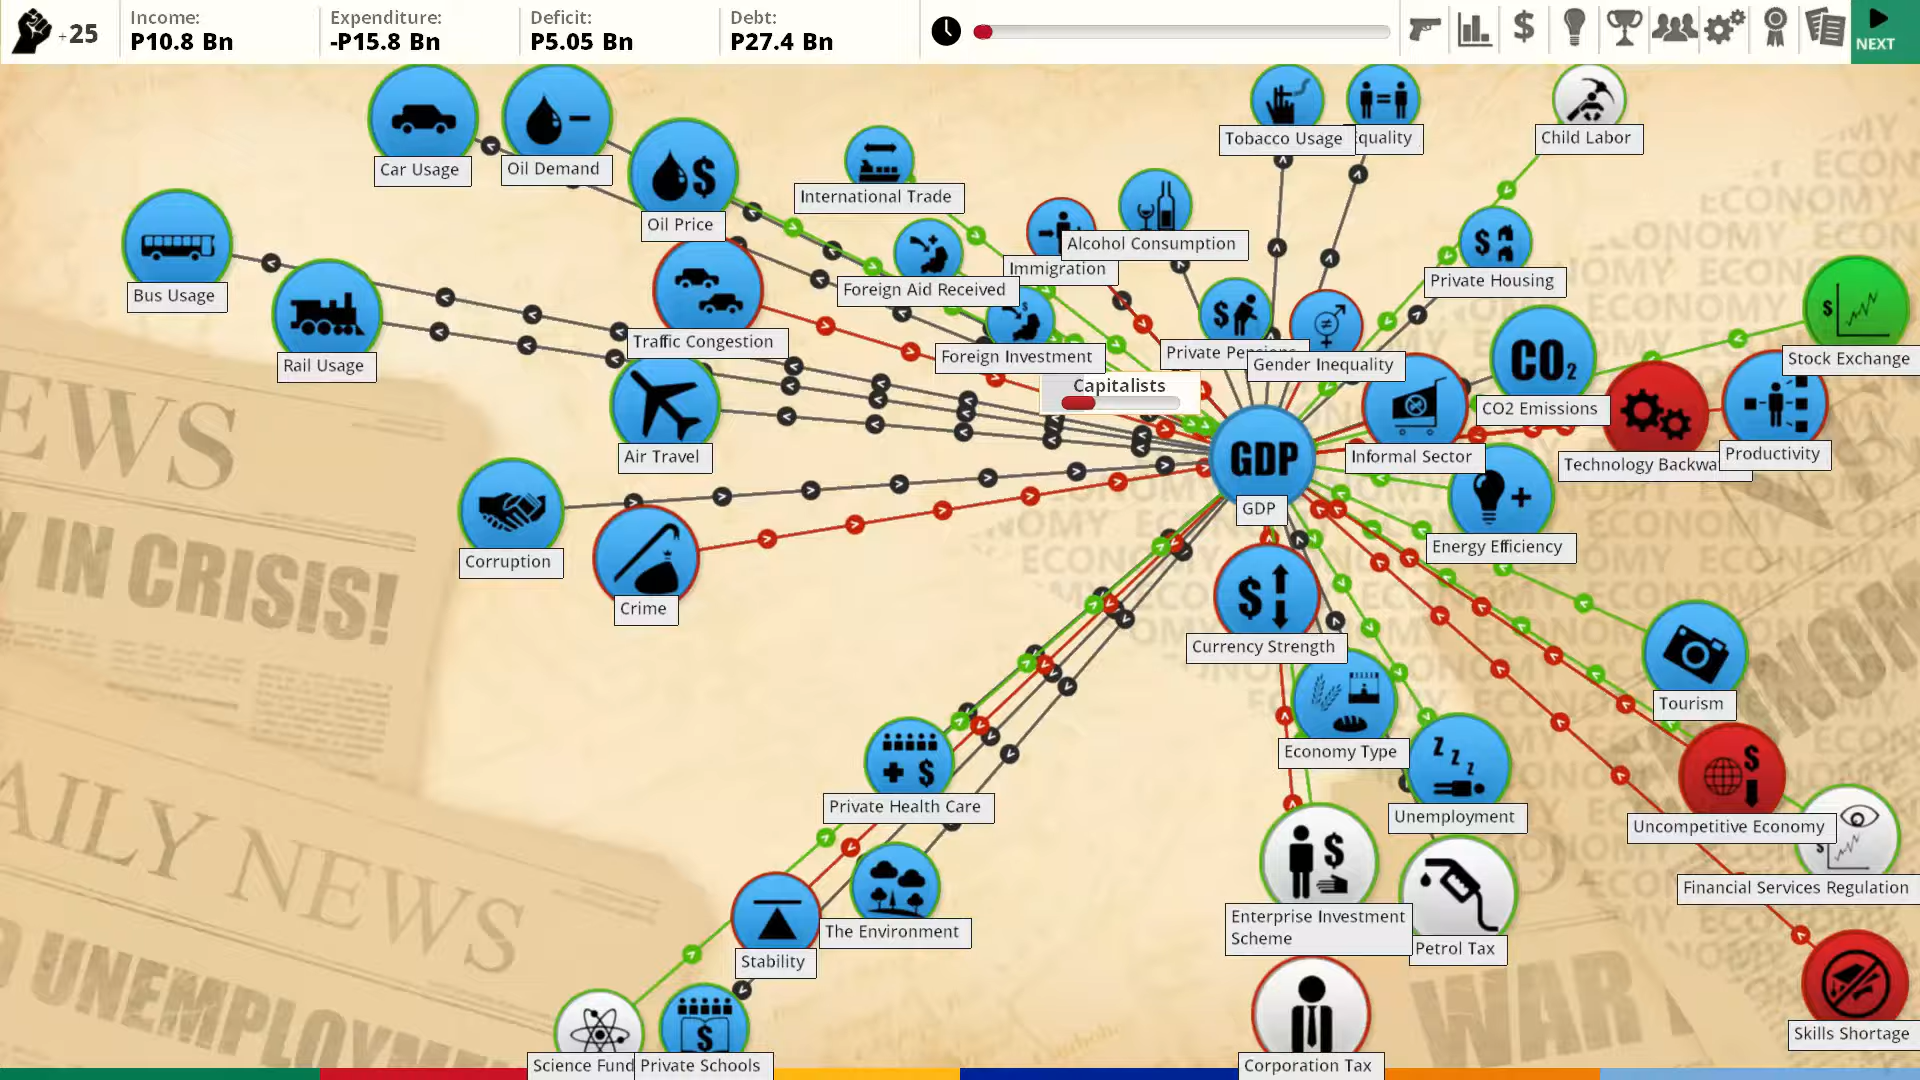 +25
Income:
P10.8 Bn
Expenditure:
-P15.8 Bn
Deficit:
P5.05 Bn
Debt:
P27.4 Bn
NEXT
Car Usage
Oil Demand
Oil Price
International Trade
Tobacco Usage
Equality
Child Labor
Bus Usage
Rail Usage
Traffic Congestion
Foreign Aid Received
Immigration
Alcohol Consumption
Private Housing
Foreign Investment
Private Pensions
Gender Inequality
Stock Exchange
Capitalists
CO2
CO2 Emissions
Air Travel
GDP
GDP
Informal Sector
Technology Backwa...
Productivity
Energy Efficiency
Corruption
Crime
Currency Strength
Economy Type
Unemployment
Tourism
Uncompetitive Economy
Financial Services Regulation
Private Health Care
The Environment
Stability
Enterprise Investment
Scheme
Petrol Tax
Skills Shortage
Science Fund
Private Schools
Corporation Tax
EWS
Y IN CRISIS!
AILY NEWS
UNEMPLOYM
ECONOMY
WAR